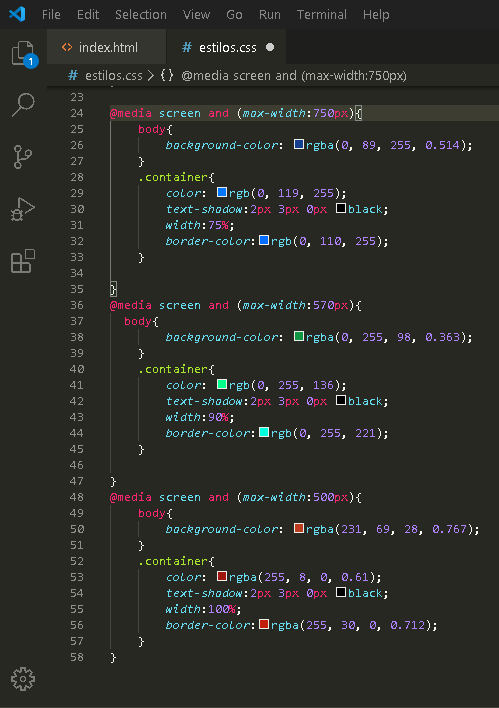 File Edit Selection View Go Run Terminal Help
<> index.html # estilos.css
# estilos.css > {} @media screen and (max-width:750px)
1
23
24 @media screen and (max-width:750px){
25 body{
26 background-color: rgba(0, 89, 255, 0.514);
27 }
28 .container{
29 color: rgb(0, 119, 255);
30 text-shadow:2px 3px 0px black;
31 width:75%;
32 border-color:rgb(0, 110, 255);
33 }
34
35 }
36 @media screen and (max-width:570px){
37 body{
38 background-color: rgba(0, 255, 98, 0.363);
39 }
40 .container{
41 color: rgb(0, 255, 136);
42 text-shadow:2px 3px 0px black;
43 width:90%;
44 border-color:rgb(0, 255, 221);
45 }
46
47 }
48 @media screen and (max-width:500px){
49 body{
50 background-color: rgba(231, 69, 28, 0.767);
51 }
52 .container{
53 color: rgba(255, 8, 0, 0.61);
54 text-shadow:2px 3px 0px black;
55 width:100%;
56 border-color:rgba(255, 30, 0, 0.712);
57 }
58 }